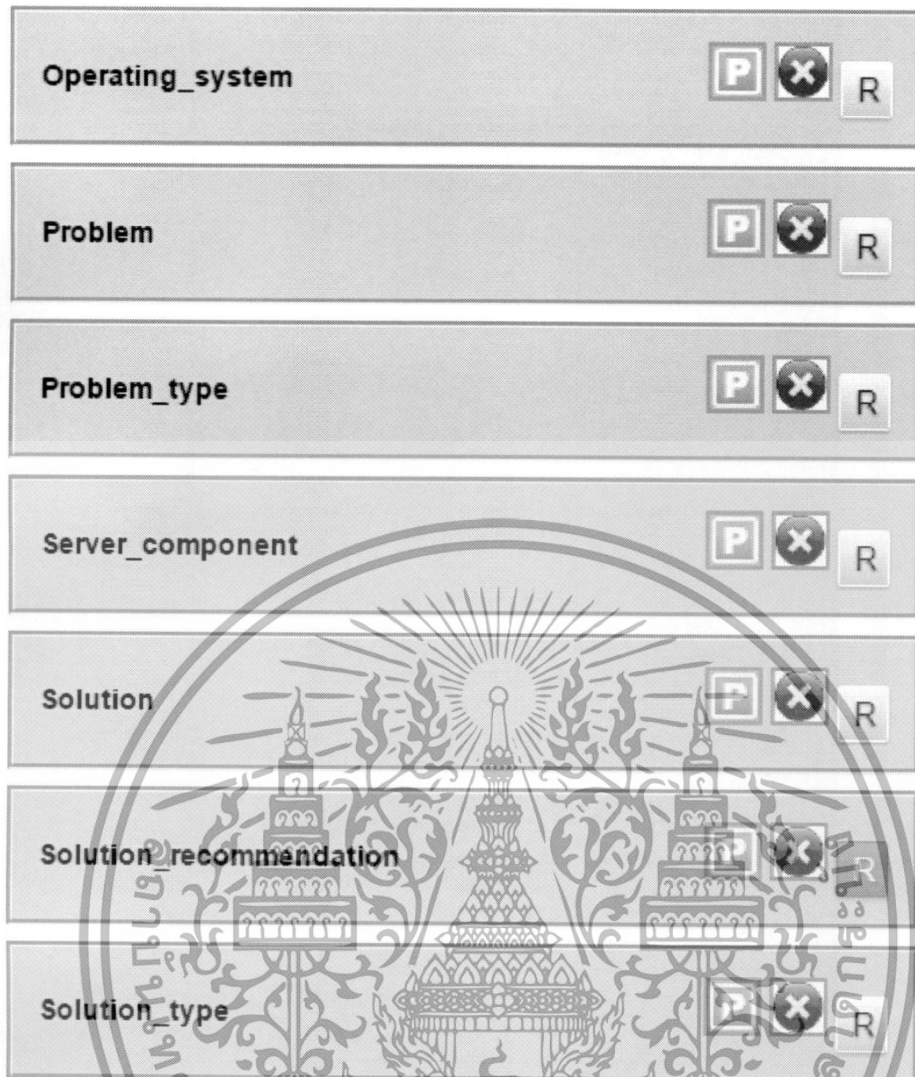 Operating_system P R
Problem P R
Problem_type P R
Server_component P R
Solution P R
Solution_recommendation P R
Solution_type P R